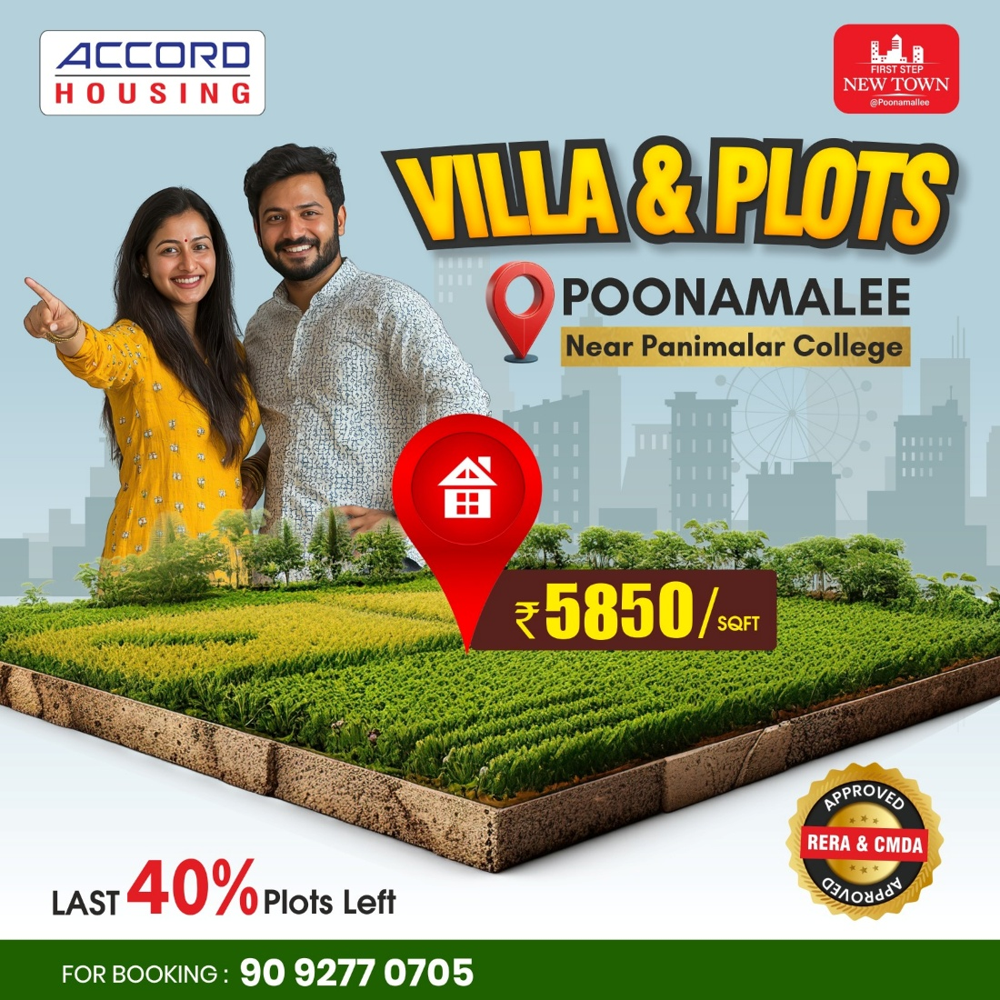 ACCORD
HOUSING
FIRST STEP
NEW TOWN
@Poonamallee
VILLA & PLOTS
POONAMALEE
Near Panimalar College
₹5850/SQFT
APPROVED
RERA & CMDA
APPROVED
LAST 40% Plots Left
FOR BOOKING : 90 9277 0705